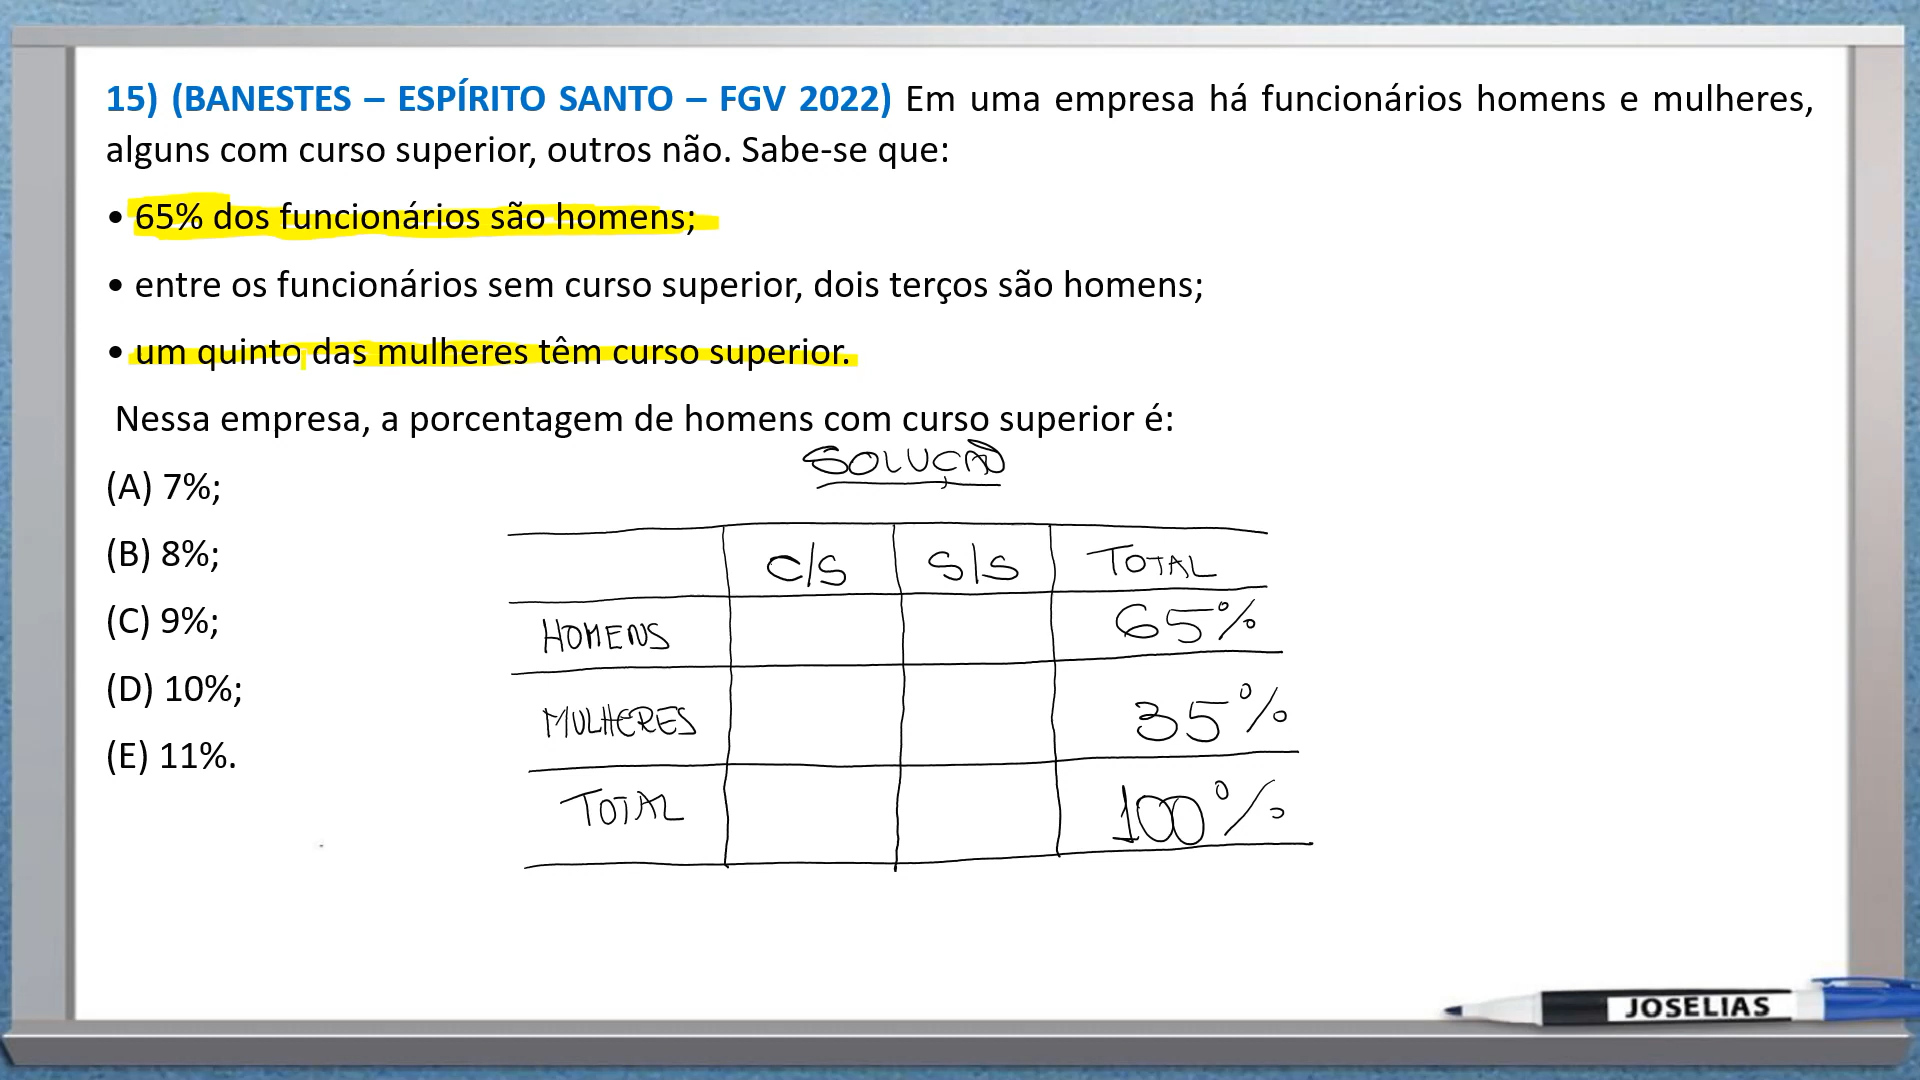 15) (BANESTES – ESPÍRITO SANTO – FGV 2022) Em uma empresa há funcionários homens e mulheres,
alguns com curso superior, outros não. Sabe-se que:
• 65% dos funcionários são homens;
• entre os funcionários sem curso superior, dois terços são homens;
• um quinto das mulheres têm curso superior.
Nessa empresa, a porcentagem de homens com curso superior é:
SOLUÇÃO
(A) 7%;
(B) 8%;
(C) 9%;
(D) 10%;
(E) 11%.
C/S S/S TOTAL
HOMENS 65%
MULHERES 35%
TOTAL 100%
JOSELIAS